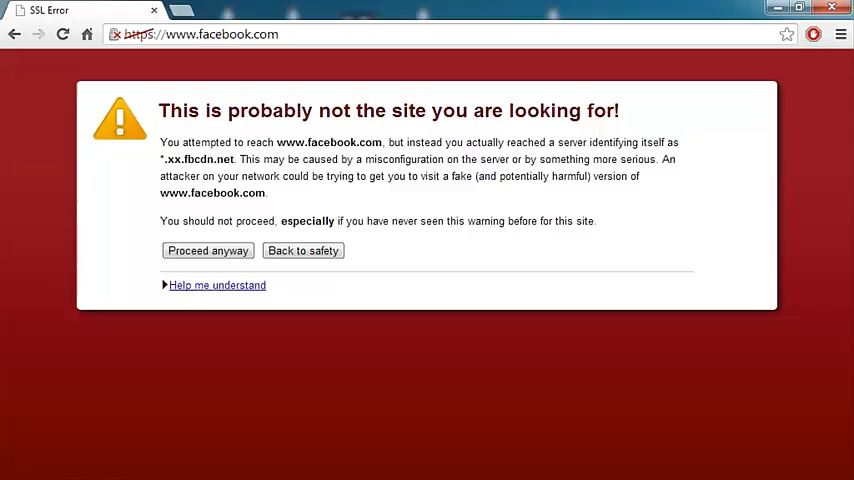 SSL Error
https://www.facebook.com
This is probably not the site you are looking for!
You attempted to reach www.facebook.com, but instead you actually reached a server identifying itself as
*.xx.fbcdn.net. This may be caused by a misconfiguration on the server or by something more serious. An
attacker on your network could be trying to get you to visit a fake (and potentially harmful) version of
www.facebook.com.
You should not proceed, especially if you have never seen this warning before for this site.
Proceed anyway Back to safety
Help me understand